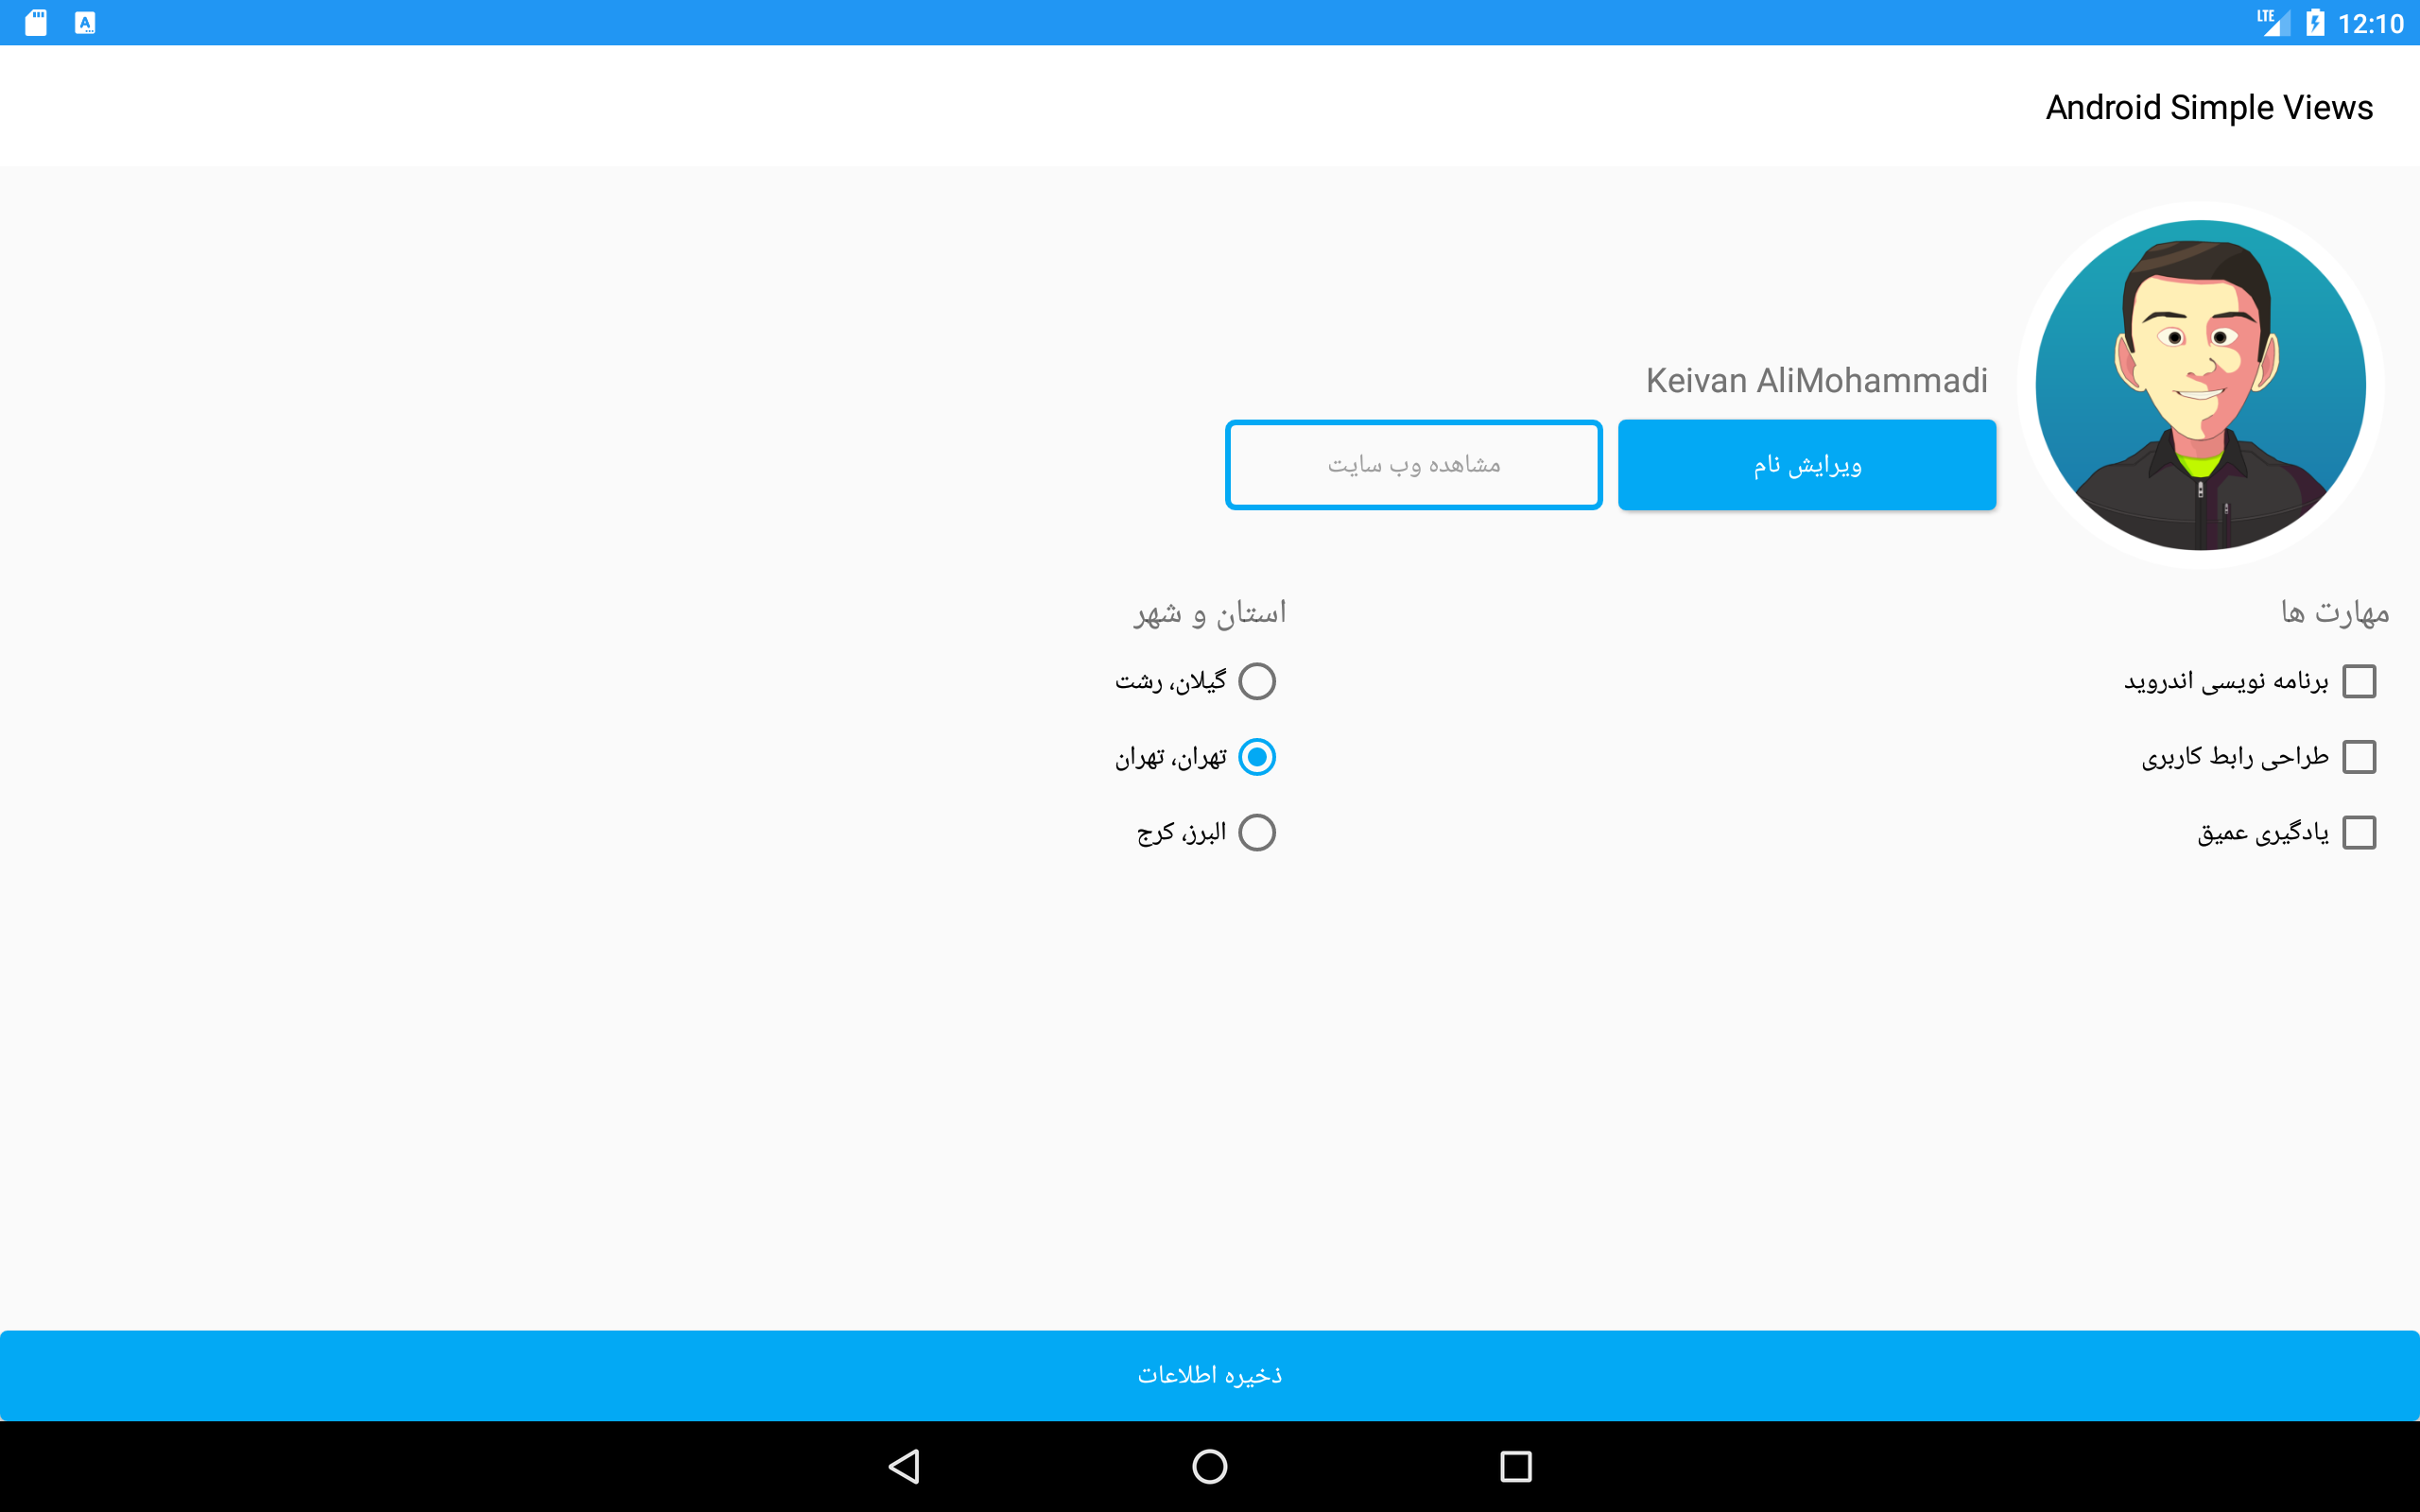 LTE 12:10
Android Simple Views
Keivan AliMohammadi
ویرایش نام
مشاهده وب سایت
مهارت ها
برنامه نویسی اندروید
طراحی رابط کاربری
یادگیری عمیق
استان و شهر
گیلان، رشت
تهران، تهران
البرز، کرج
ذخیره اطلاعات